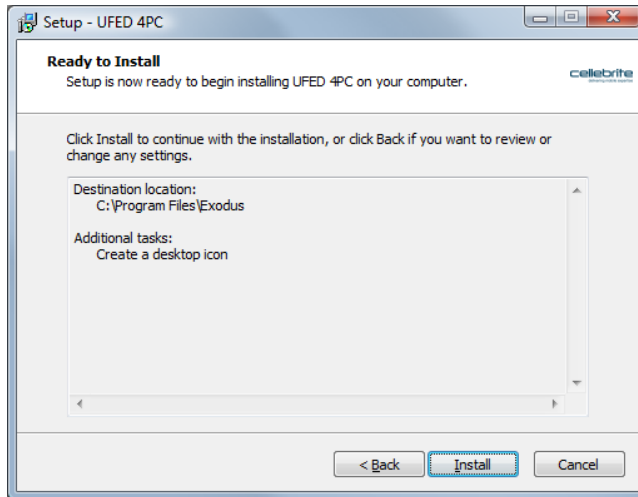 Setup - UFED 4PC
Ready to Install
Setup is now ready to begin installing UFED 4PC on your computer.
cellebrite
Click Install to continue with the installation, or click Back if you want to review or
change any settings.
Destination location:
C:\Program Files\Exodus
Additional tasks:
Create a desktop icon
< Back
Install
Cancel